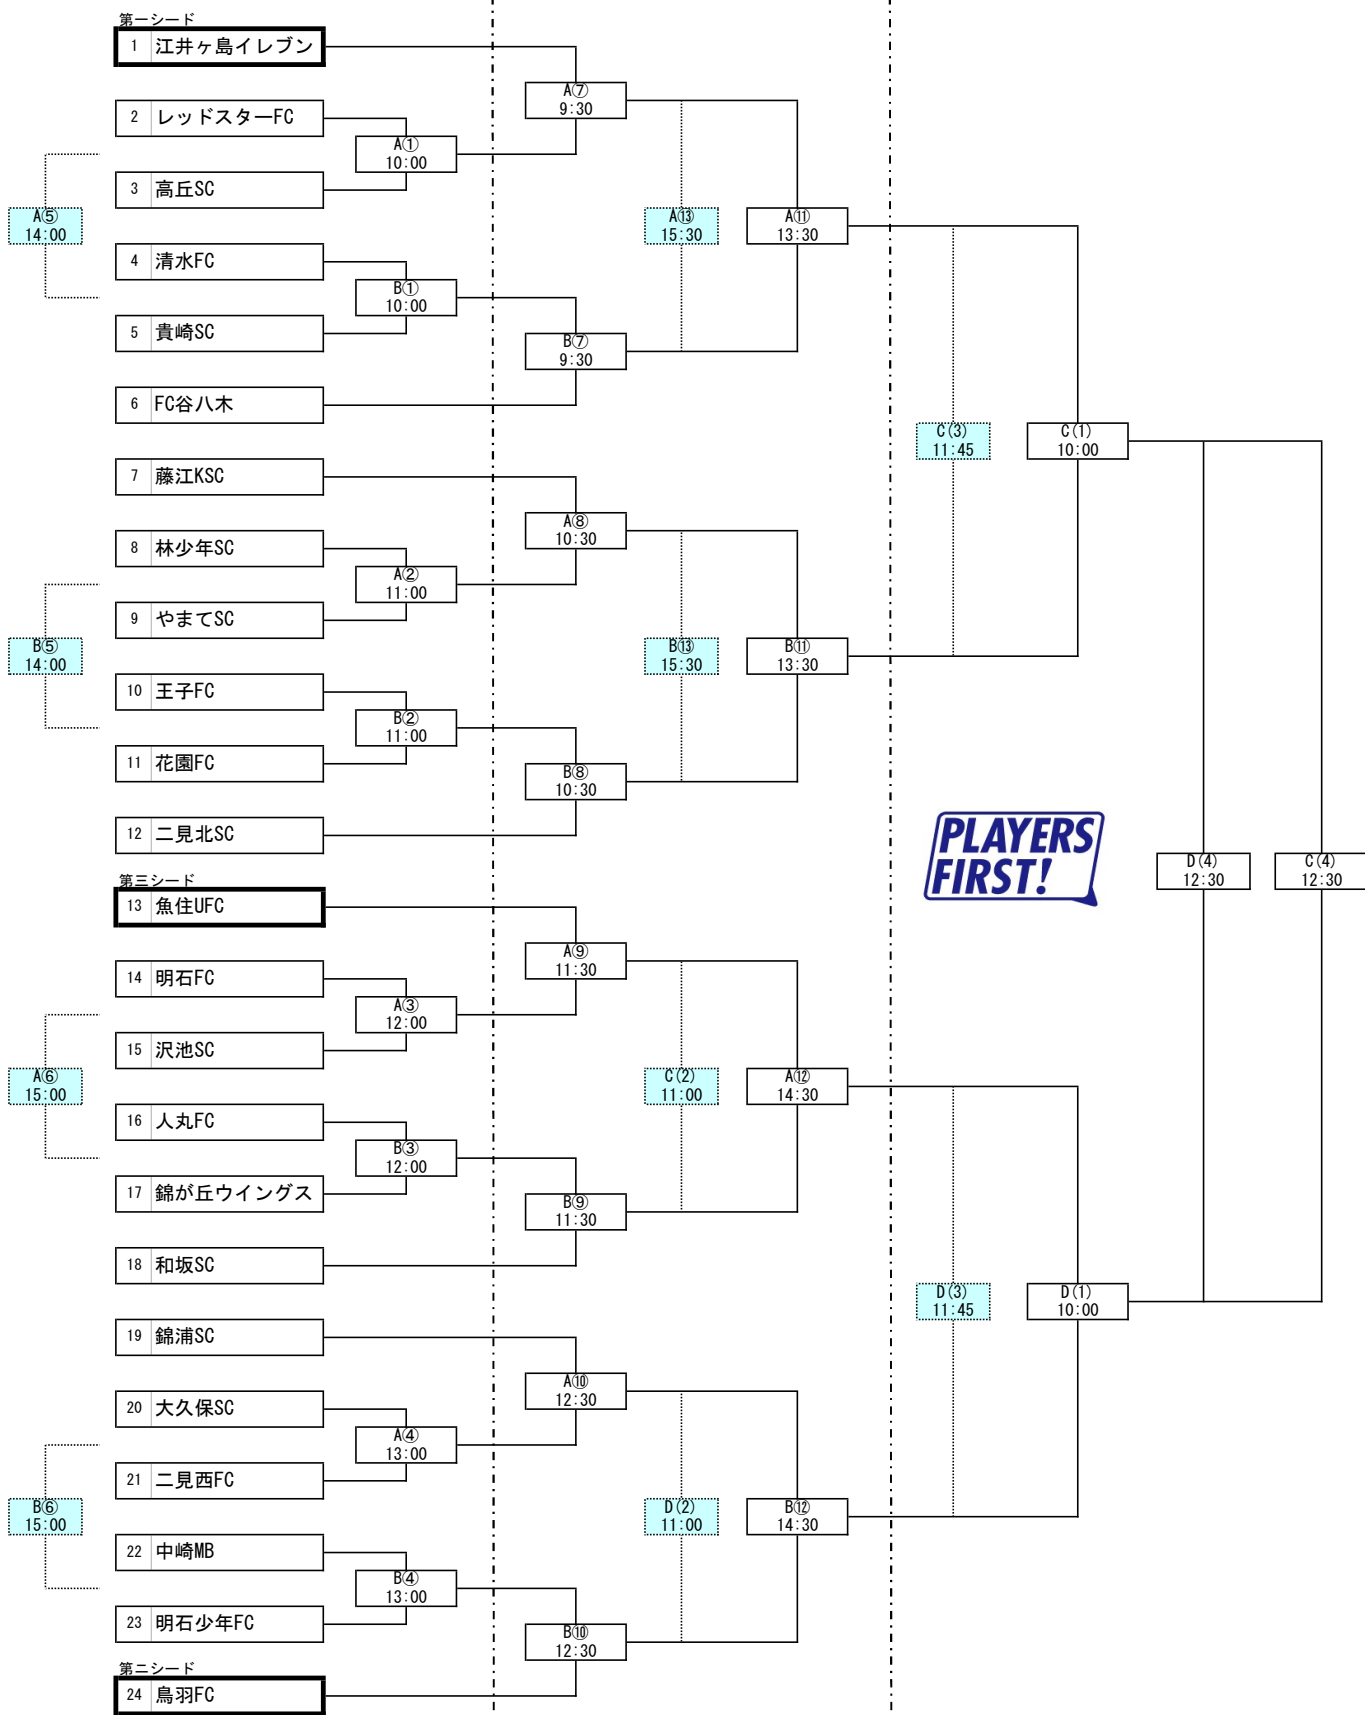 第一シード
1 江井ヶ島イレブン
A⑦
9:30
2 レッドスターFC
A①
10:00
3 高丘SC
A⑤
14:00
A⑬
15:30
A⑪
13:30
4 清水FC
B①
10:00
5 貴崎SC
B⑦
9:30
6 FC谷八木
C(3)
11:45
C(1)
10:00
7 藤江KSC
A⑧
10:30
8 林少年SC
A②
11:00
9 やまてSC
B⑤
14:00
B⑬
15:30
B⑪
13:30
10 王子FC
B②
11:00
11 花園FC
B⑧
10:30
12 二見北SC
PLAYERS
FIRST!
D(4)
12:30
C(4)
12:30
第三シード
13 魚住UFC
A⑨
11:30
14 明石FC
A③
12:00
15 沢池SC
A⑥
15:00
C(2)
11:00
A⑫
14:30
16 人丸FC
B③
12:00
17 錦が丘ウイングス
B⑨
11:30
18 和坂SC
D(3)
11:45
D(1)
10:00
19 錦浦SC
A⑩
12:30
20 大久保SC
A④
13:00
21 二見西FC
B⑥
15:00
D(2)
11:00
B⑫
14:30
22 中崎MB
B④
13:00
23 明石少年FC
B⑩
12:30
第二シード
24 鳥羽FC